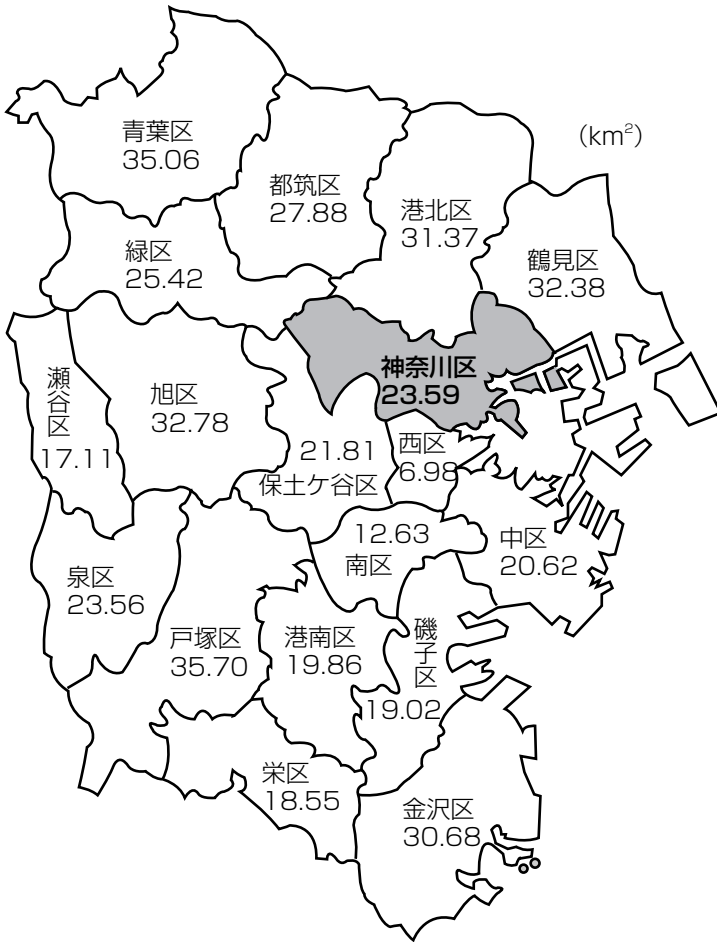 (km²)
青葉区
35.06
都筑区
27.88
港北区
31.37
鶴見区
32.38
緑区
25.42
神奈川区
23.59
瀬谷区
17.11
旭区
32.78
21.81
保土ケ谷区
西区
6.98
12.63
南区
中区
20.62
泉区
23.56
戸塚区
35.70
港南区
19.86
磯子区
19.02
栄区
18.55
金沢区
30.68